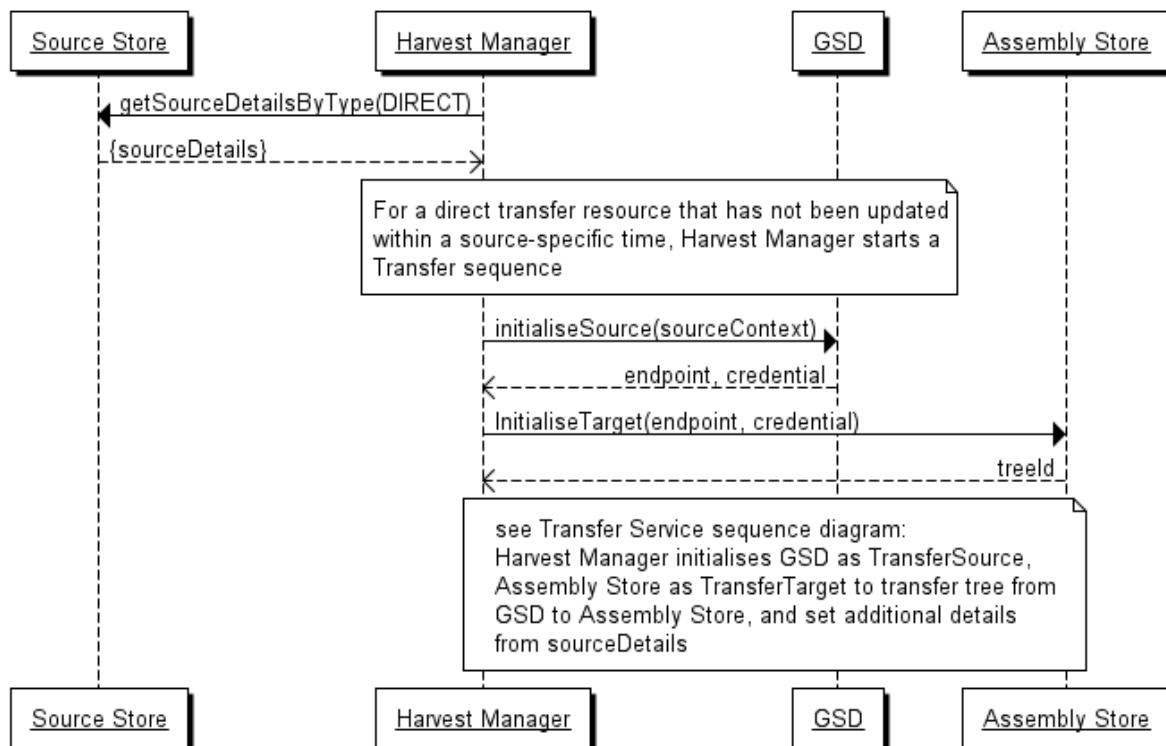 Source Store
Harvest Manager
GSD
Assembly Store
getSourceDetailsByType(DIRECT)
{sourceDetails}
For a direct transfer resource that has not been updated
within a source-specific time, Harvest Manager starts a
Transfer sequence
initialiseSource(sourceContext)
endpoint, credential
InitialiseTarget(endpoint, credential)
treeId
see Transfer Service sequence diagram:
Harvest Manager initialises GSD as TransferSource,
Assembly Store as TransferTarget to transfer tree from
GSD to Assembly Store, and set additional details
from sourceDetails
Source Store
Harvest Manager
GSD
Assembly Store